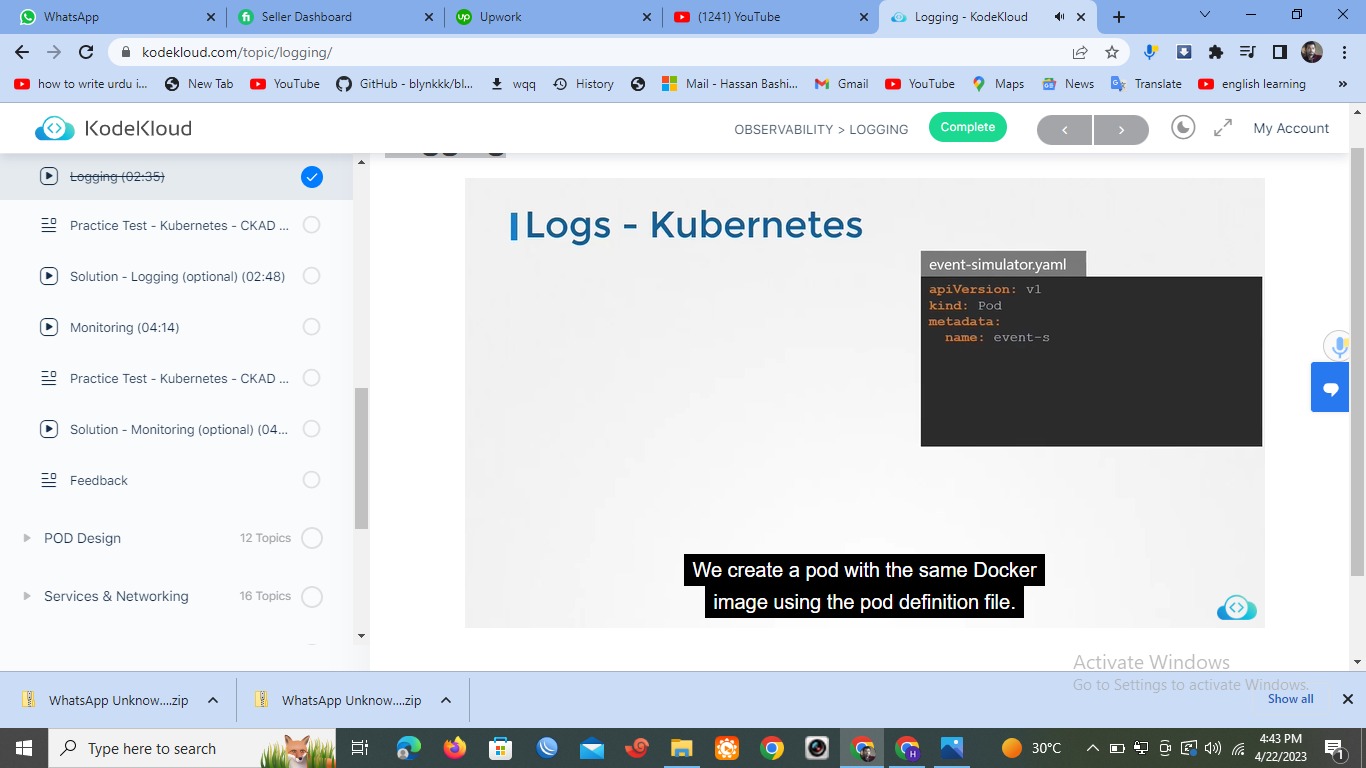 WhatsApp
Seller Dashboard
Upwork
(1241) YouTube
Logging - KodeKloud
kodekloud.com/topic/logging/
how to write urdu i...
New Tab
YouTube
GitHub - blynkkk/bl...
wqq
History
Mail - Hassan Bashi...
Gmail
YouTube
Maps
News
Translate
english learning
KodeKloud
OBSERVABILITY > LOGGING
Complete
My Account
Logging (02:35)
Practice Test - Kubernetes - CKAD ...
Solution - Logging (optional) (02:48)
Monitoring (04:14)
Practice Test - Kubernetes - CKAD ...
Solution - Monitoring (optional) (04...
Feedback
POD Design
12 Topics
Services & Networking
16 Topics
Logs - Kubernetes
event-simulator.yaml
apiVersion: v1
kind: Pod
metadata:
  name: event-s
We create a pod with the same Docker
image using the pod definition file.
Activate Windows
Go to Settings to activate Windows.
WhatsApp Unknow....zip
WhatsApp Unknow....zip
Show all
Type here to search
30°C
4:43 PM
4/22/2023